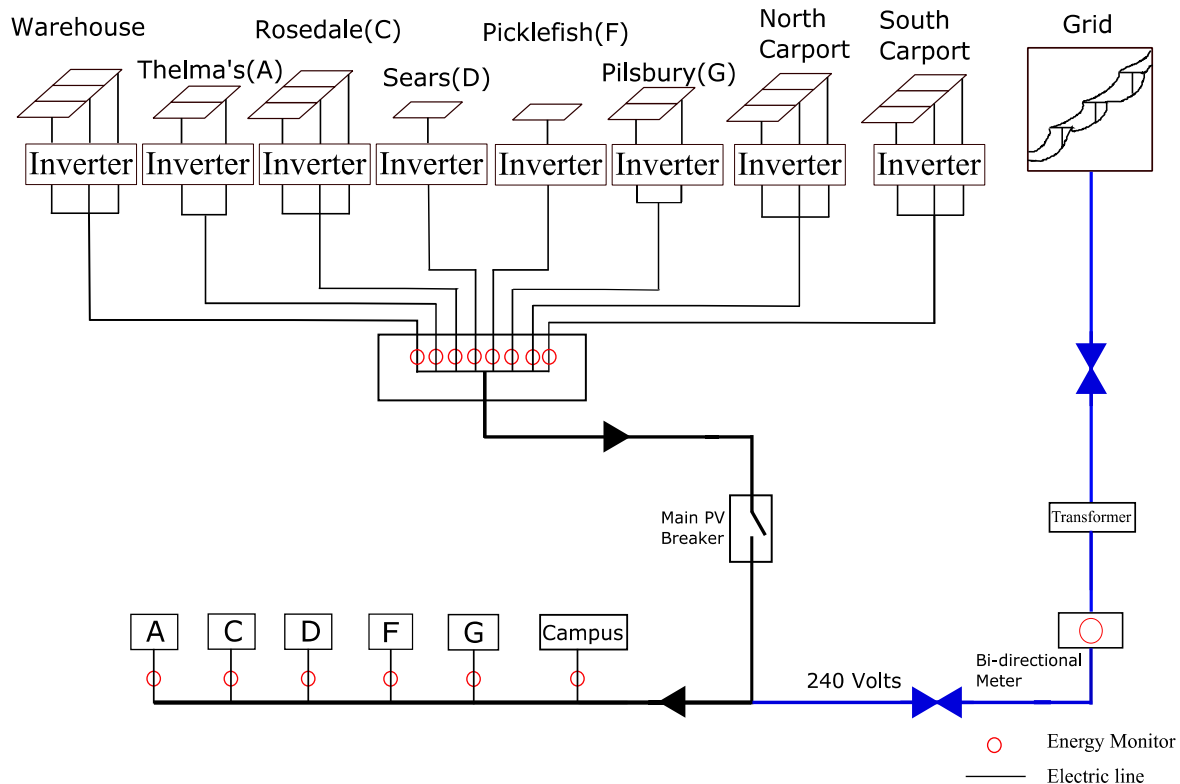 Warehouse
Thelma's(A)
Rosedale(C)
Sears(D)
Picklefish(F)
Pilsbury(G)
North
Carport
South
Carport
Grid
Inverter
Inverter
Inverter
Inverter
Inverter
Inverter
Inverter
Inverter
Main PV
Breaker
Transformer
A
C
D
F
G
Campus
240 Volts
Bi-directional
Meter
Energy Monitor
Electric line